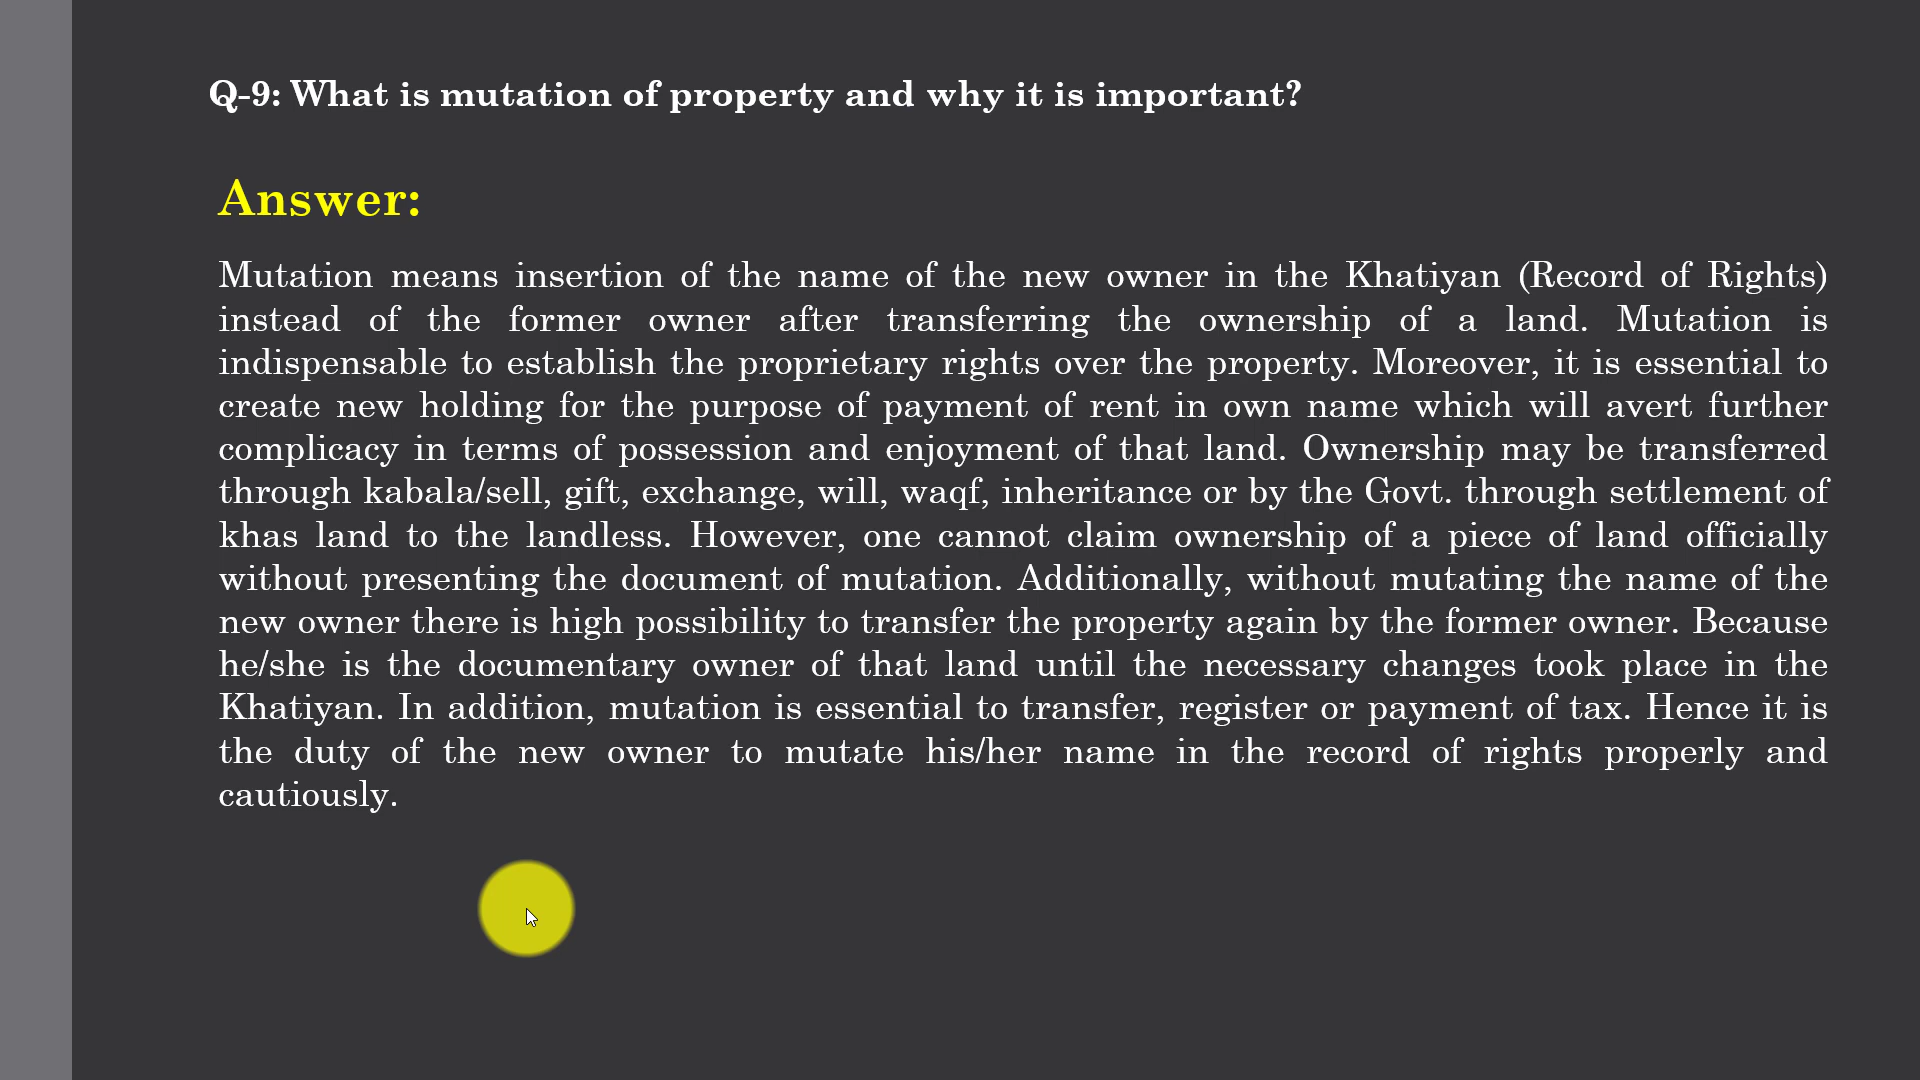 Q-9: What is mutation of property and why it is important?
Answer:
Mutation means insertion of the name of the new owner in the Khatiyan (Record of Rights)
instead of the former owner after transferring the ownership of a land. Mutation is
indispensable to establish the proprietary rights over the property. Moreover, it is essential to
create new holding for the purpose of payment of rent in own name which will avert further
complicacy in terms of possession and enjoyment of that land. Ownership may be transferred
through kabala/sell, gift, exchange, will, waqf, inheritance or by the Govt. through settlement of
khas land to the landless. However, one cannot claim ownership of a piece of land officially
without presenting the document of mutation. Additionally, without mutating the name of the
new owner there is high possibility to transfer the property again by the former owner. Because
he/she is the documentary owner of that land until the necessary changes took place in the
Khatiyan. In addition, mutation is essential to transfer, register or payment of tax. Hence it is
the duty of the new owner to mutate his/her name in the record of rights properly and
cautiously.